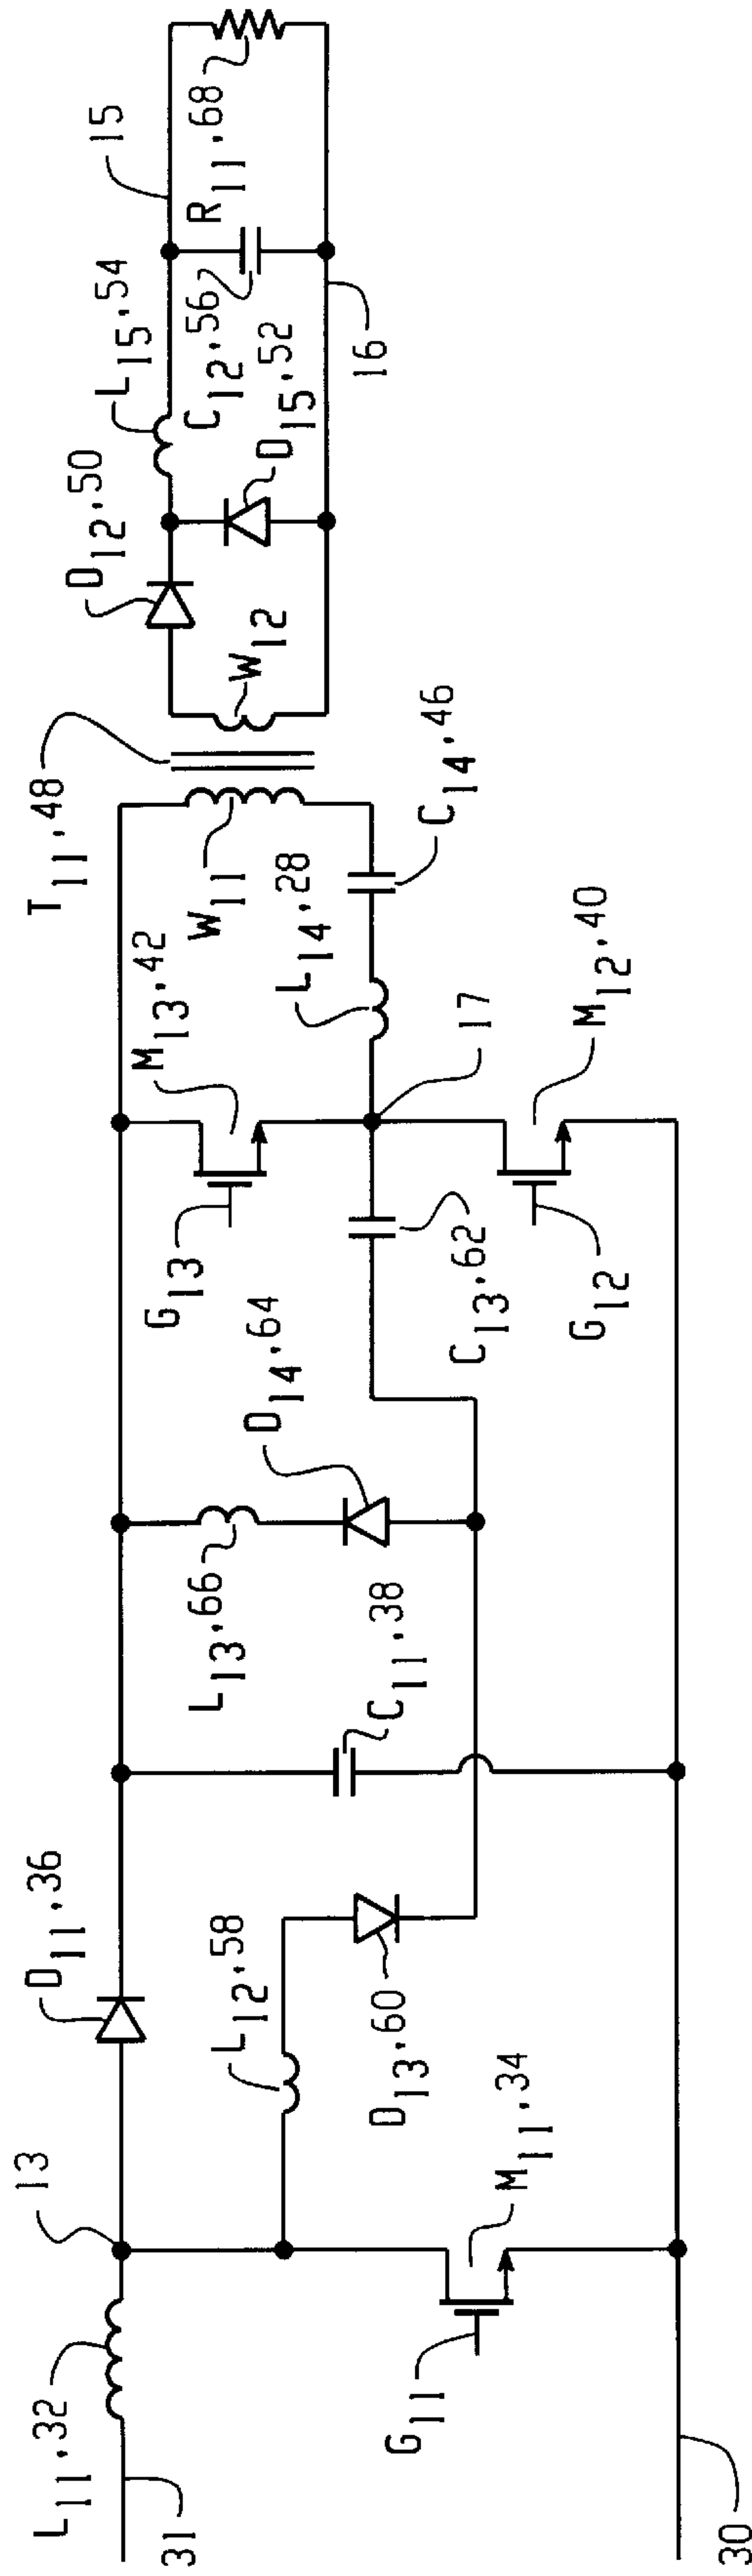 L11,32
31
13
D11,36
L12,58
D13,60
G11
M11,34
30
C11,38
L13,66
D14,64
G13
M13,42
C13,62
17
G12
M12,40
L14,28
C14,46
T11,48
W11
W12
D12,50
D15,52
L15,54
C12,56
R11,68
15
16